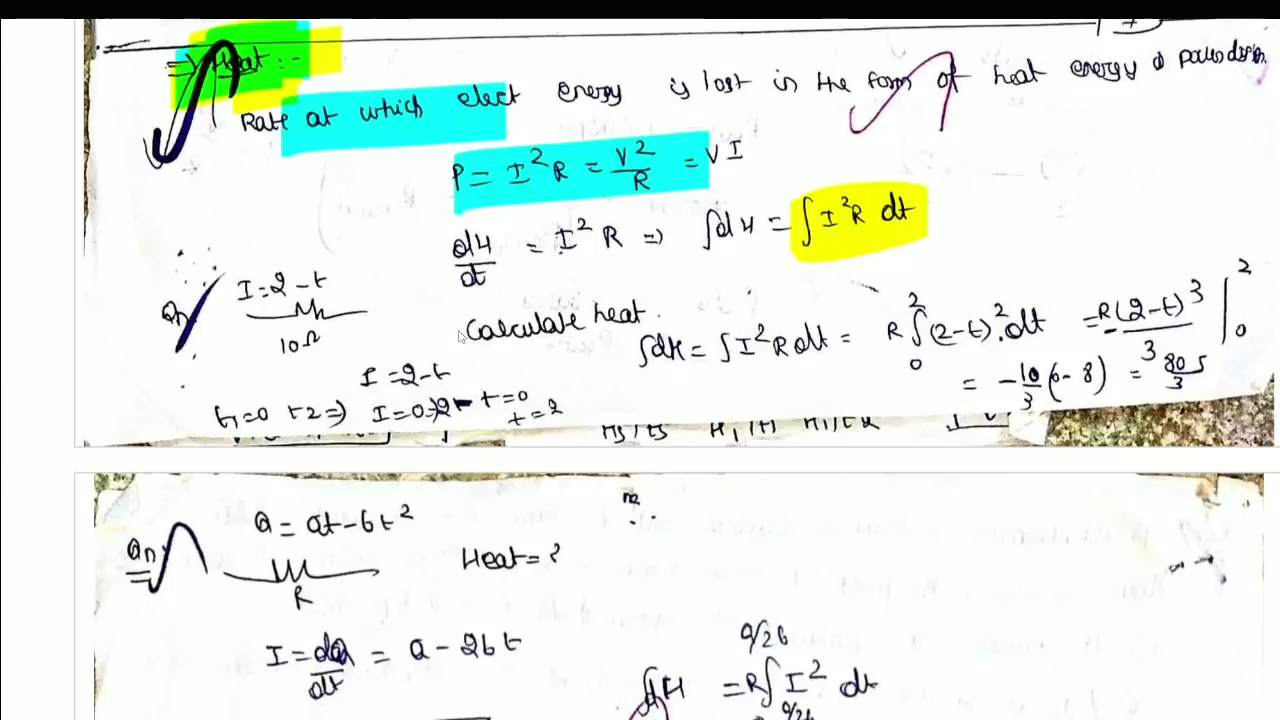 ⇒ Heat :-
Rate at which elect energy is lost in the form of heat energy
P = I²R = V²/R = VI
dH/dt = I²R ⇒ ∫dH = ∫I²R dt
Qn I = 2 - t
10Ω
Calculate heat.
∫dH = ∫I²R dt = R ∫₀² (2-t)². dt = -R(2-t)³/3 |₀²
= -10/3 (0 - 8) = 80/3 J
I = 2-t
t₁=0 t2 ⇒ t=0
t=2
Qn Q = at - bt²
R
Heat = ?
I = dQ/dt = a - 2bt
a/2b
∫dH = R∫ I² dt